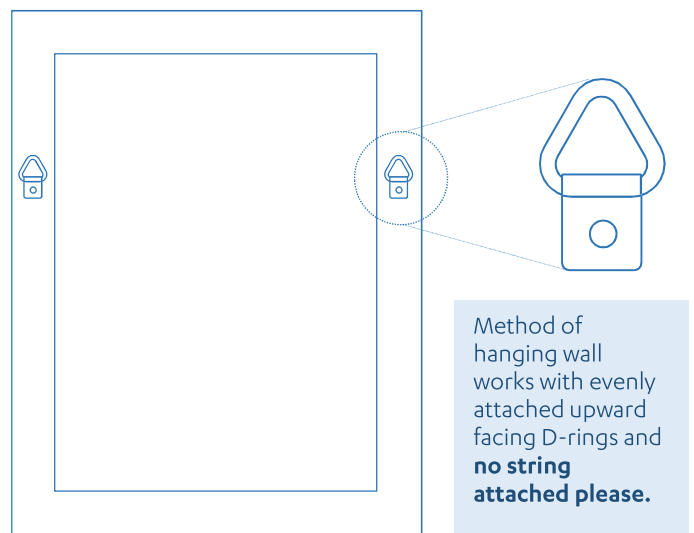 Method of
hanging wall
works with evenly
attached upward
facing D-rings and
no string
attached please.